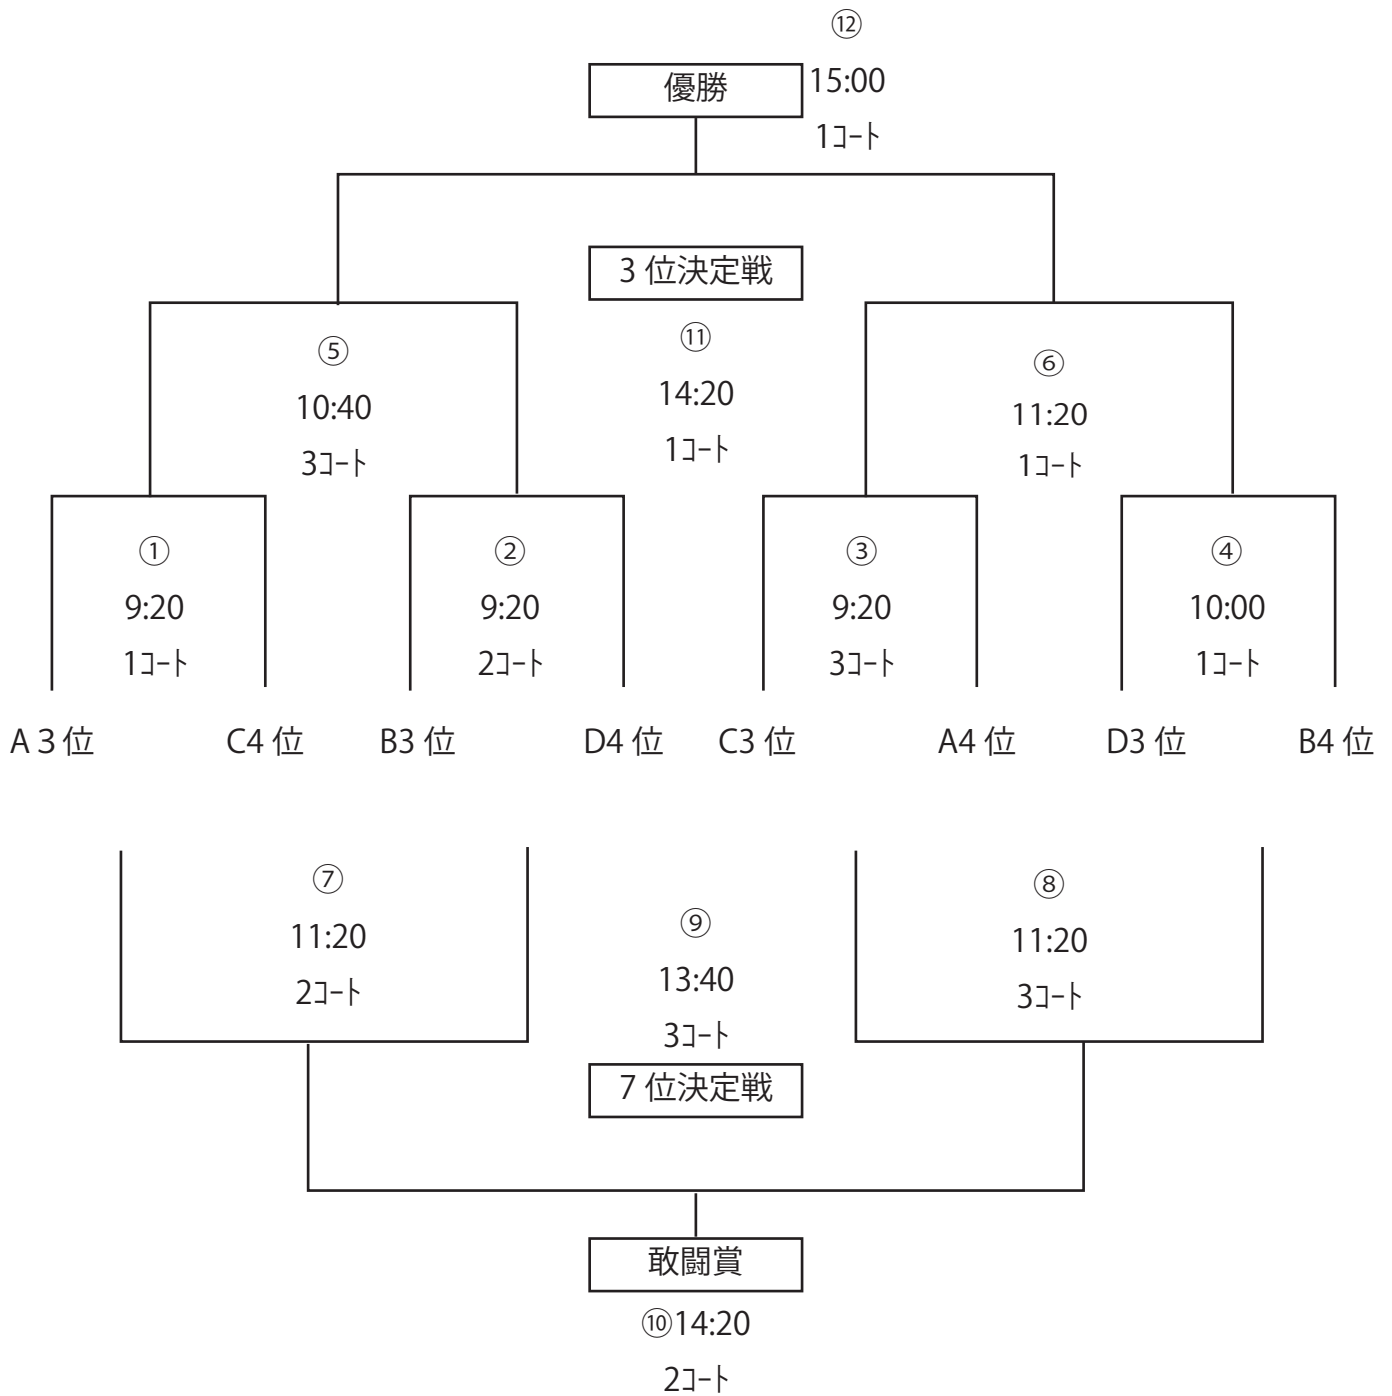 ⑫
優勝
15:00
1ｺｰﾄ
3 位決定戦
⑤
10:40
3ｺｰﾄ
⑪
14:20
1ｺｰﾄ
⑥
11:20
1ｺｰﾄ
①
9:20
1ｺｰﾄ
②
9:20
2ｺｰﾄ
③
9:20
3ｺｰﾄ
④
10:00
1ｺｰﾄ
A３位
C4 位
B3 位
D4 位
C3 位
A4 位
D3 位
B4 位
⑦
11:20
2ｺｰﾄ
⑨
13:40
3ｺｰﾄ
7 位決定戦
⑧
11:20
3ｺｰﾄ
敢闘賞
⑩14:20
2ｺｰﾄ